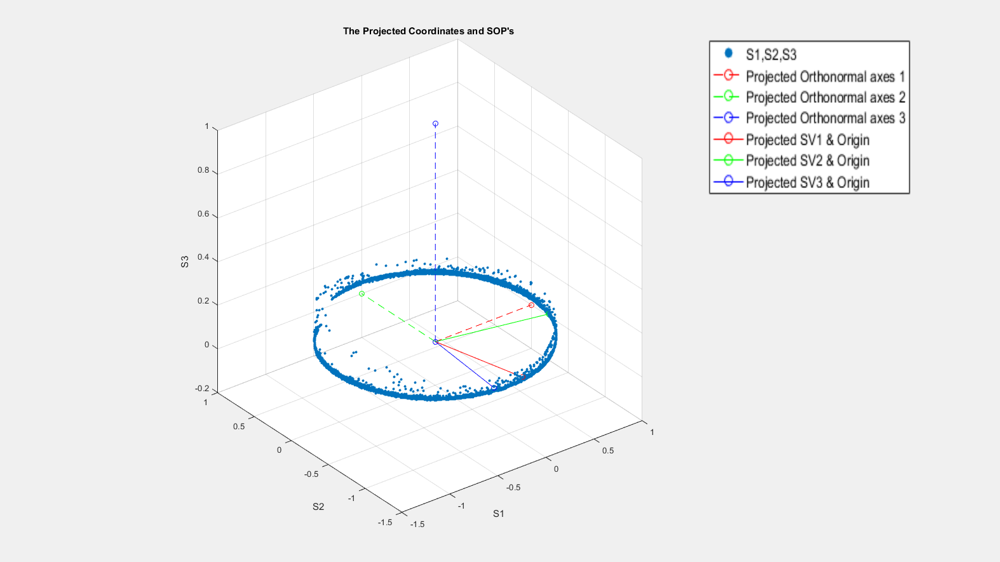 The Projected Coordinates and SOP's
S1,S2,S3
Projected Orthonormal axes 1
Projected Orthonormal axes 2
Projected Orthonormal axes 3
Projected SV1 & Origin
Projected SV2 & Origin
Projected SV3 & Origin
1
0.8
0.6
0.4
0.2
0
-0.2
S3
1
0.5
0
-0.5
-1
-1.5
S2
-1.5
-1
-0.5
0
0.5
1
S1